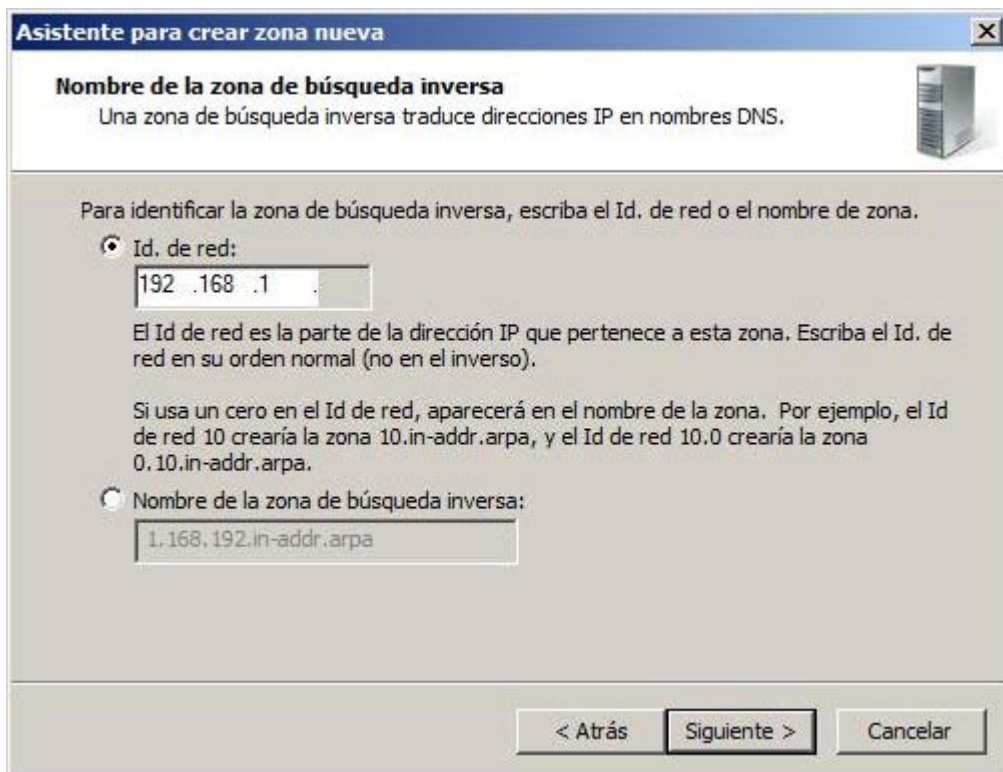 Asistente para crear zona nueva
Nombre de la zona de búsqueda inversa
Una zona de búsqueda inversa traduce direcciones IP en nombres DNS.
Para identificar la zona de búsqueda inversa, escriba el Id. de red o el nombre de zona.
Id. de red:
192 .168 .1 .
El Id de red es la parte de la dirección IP que pertenece a esta zona. Escriba el Id. de
red en su orden normal (no en el inverso).
Si usa un cero en el Id de red, aparecerá en el nombre de la zona. Por ejemplo, el Id
de red 10 crearía la zona 10.in-addr.arpa, y el Id de red 10.0 crearía la zona
0.10.in-addr.arpa.
Nombre de la zona de búsqueda inversa:
1.168.192.in-addr.arpa
< Atrás Siguiente > Cancelar